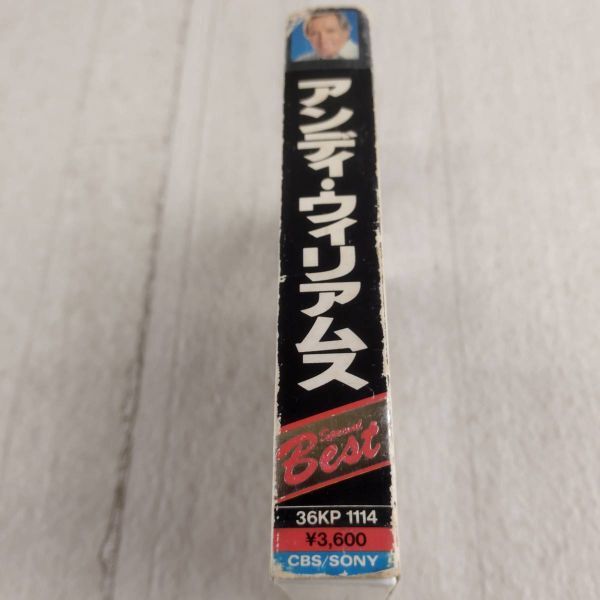 アンディ・ウィリアムス
Special
Best
36KP 1114
¥3,600
CBS/SONY